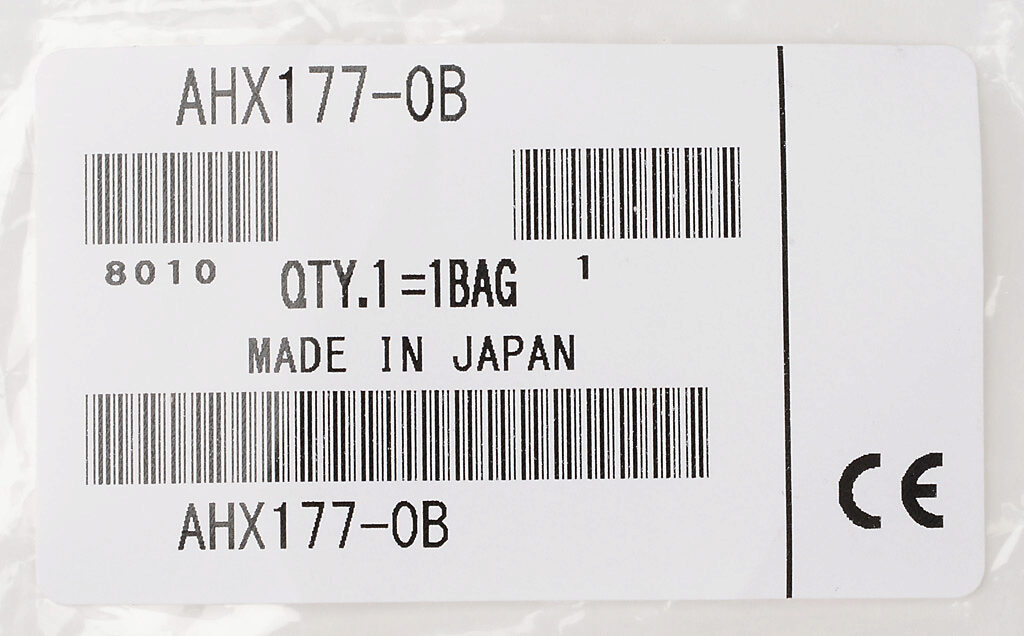 AHX177-0B
8010
QTY.1=1BAG
1
MADE IN JAPAN
AHX177-0B
CE